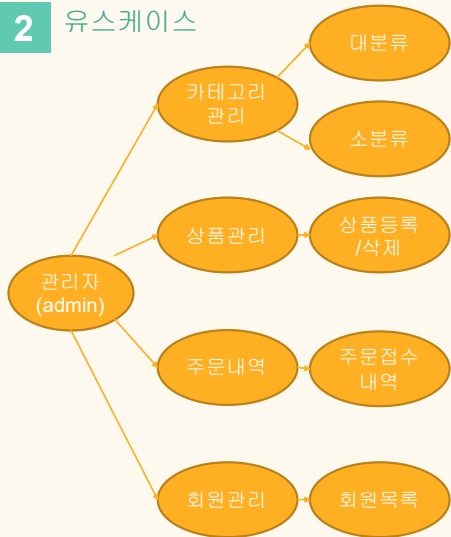 2
유스케이스
대분류
카테고리
관리
소분류
상품관리
상품등록
/삭제
관리자
(admin)
주문내역
주문접수
내역
회원관리
회원목록